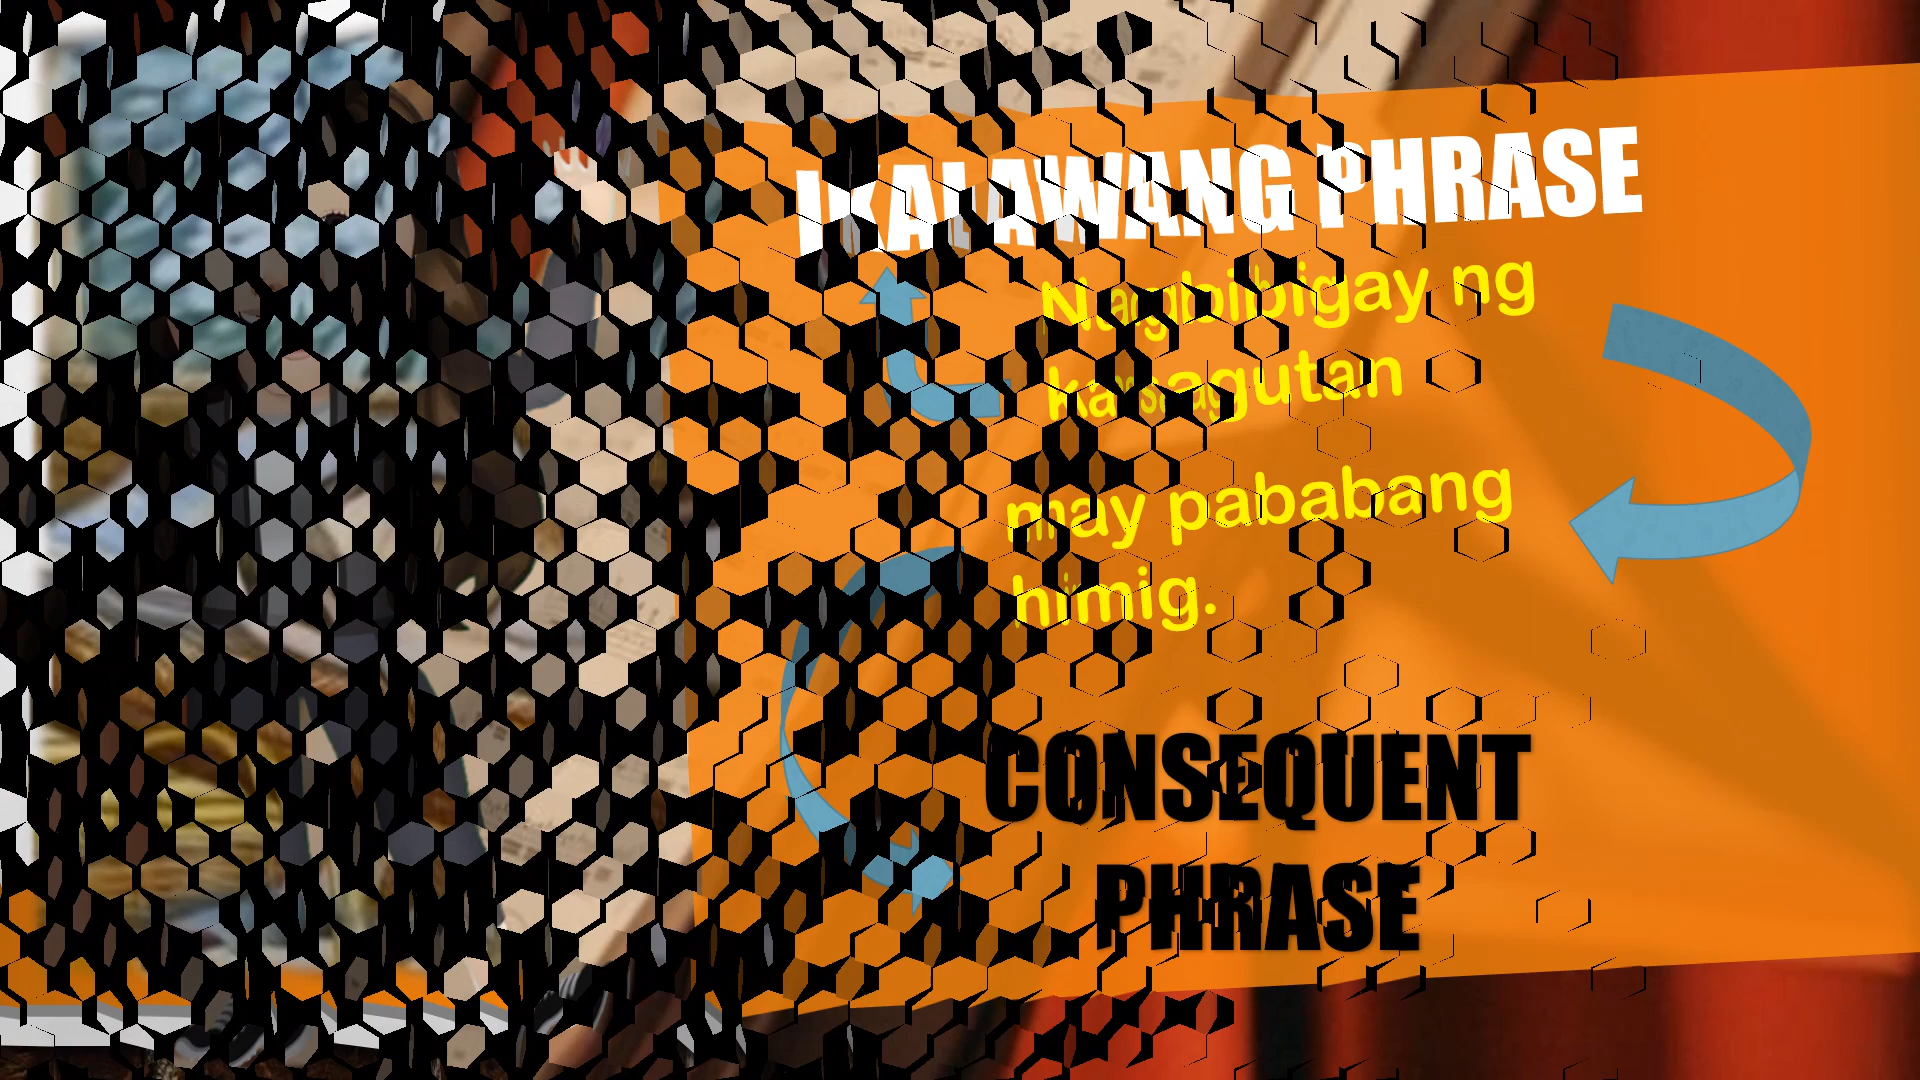 IKALAWANG PHRASE
Nagbibigay ng
kasagutan
may pababang
himig.
CONSEQUENT
PHRASE